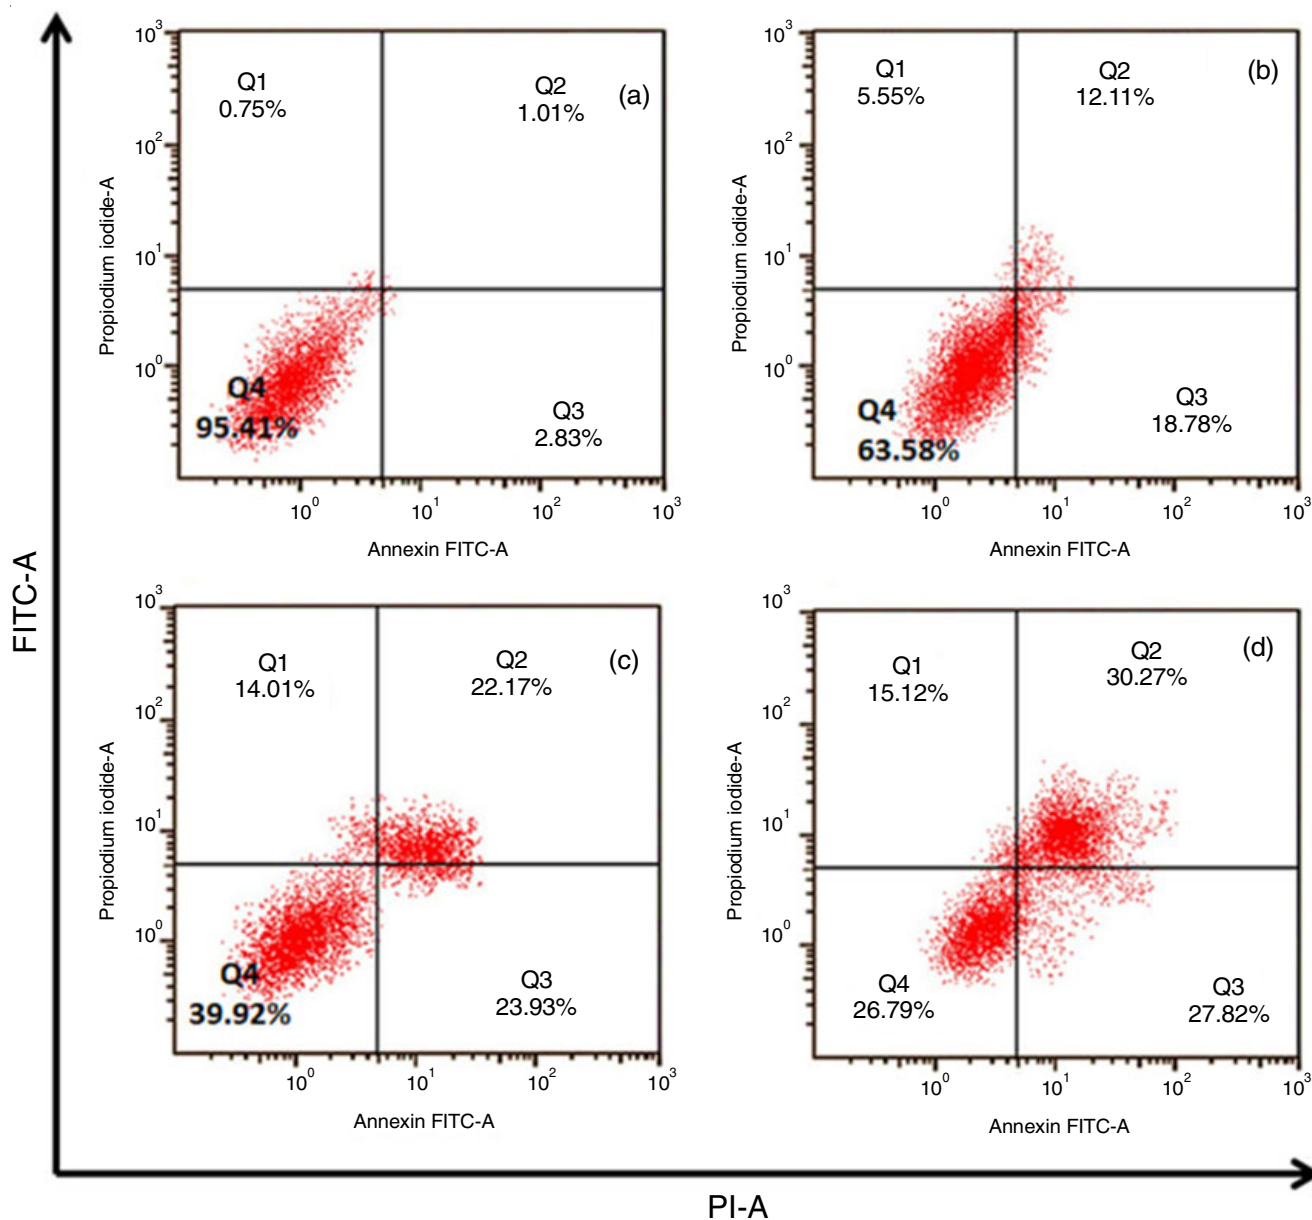 FITC-A
10³
10²
10¹
10⁰
Propiodium iodide-A
Q1
0.75%
Q2
1.01%
(a)
Q4
95.41%
Q3
2.83%
10⁰ 10¹ 10² 10³
Annexin FITC-A
10³
10²
10¹
10⁰
Propiodium iodide-A
Q1
5.55%
Q2
12.11%
(b)
Q4
63.58%
Q3
18.78%
10⁰ 10¹ 10² 10³
Annexin FITC-A
10³
10²
10¹
10⁰
Propiodium iodide-A
Q1
14.01%
Q2
22.17%
(c)
Q4
39.92%
Q3
23.93%
10⁰ 10¹ 10² 10³
Annexin FITC-A
10³
10²
10¹
10⁰
Propiodium iodide-A
Q1
15.12%
Q2
30.27%
(d)
Q4
26.79%
Q3
27.82%
10⁰ 10¹ 10² 10³
Annexin FITC-A
PI-A